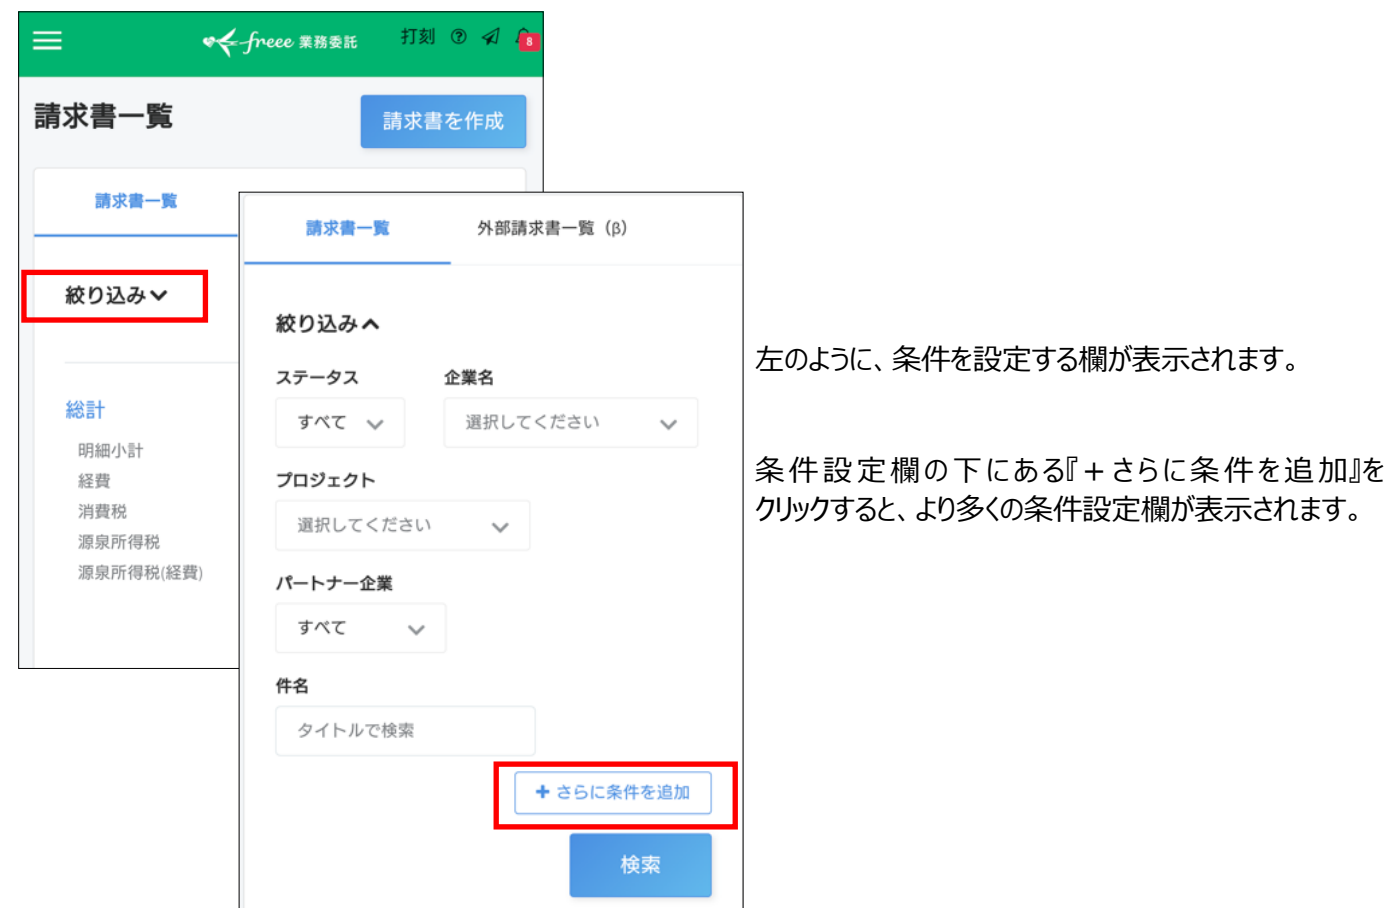 freee 業務委託 打刻 8
請求書一覧
請求書を作成
請求書一覧
絞り込み
総計
明細小計
経費
消費税
源泉所得税
源泉所得税(経費)
請求書一覧 外部請求書一覧（β）
絞り込み
ステータス 企業名
すべて 選択してください
プロジェクト
選択してください
パートナー企業
すべて
件名
タイトルで検索
+ さらに条件を追加
検索
左のように、条件を設定する欄が表示されます。
条件設定欄の下にある『＋さらに条件を追加』を
クリックすると、より多くの条件設定欄が表示されます。